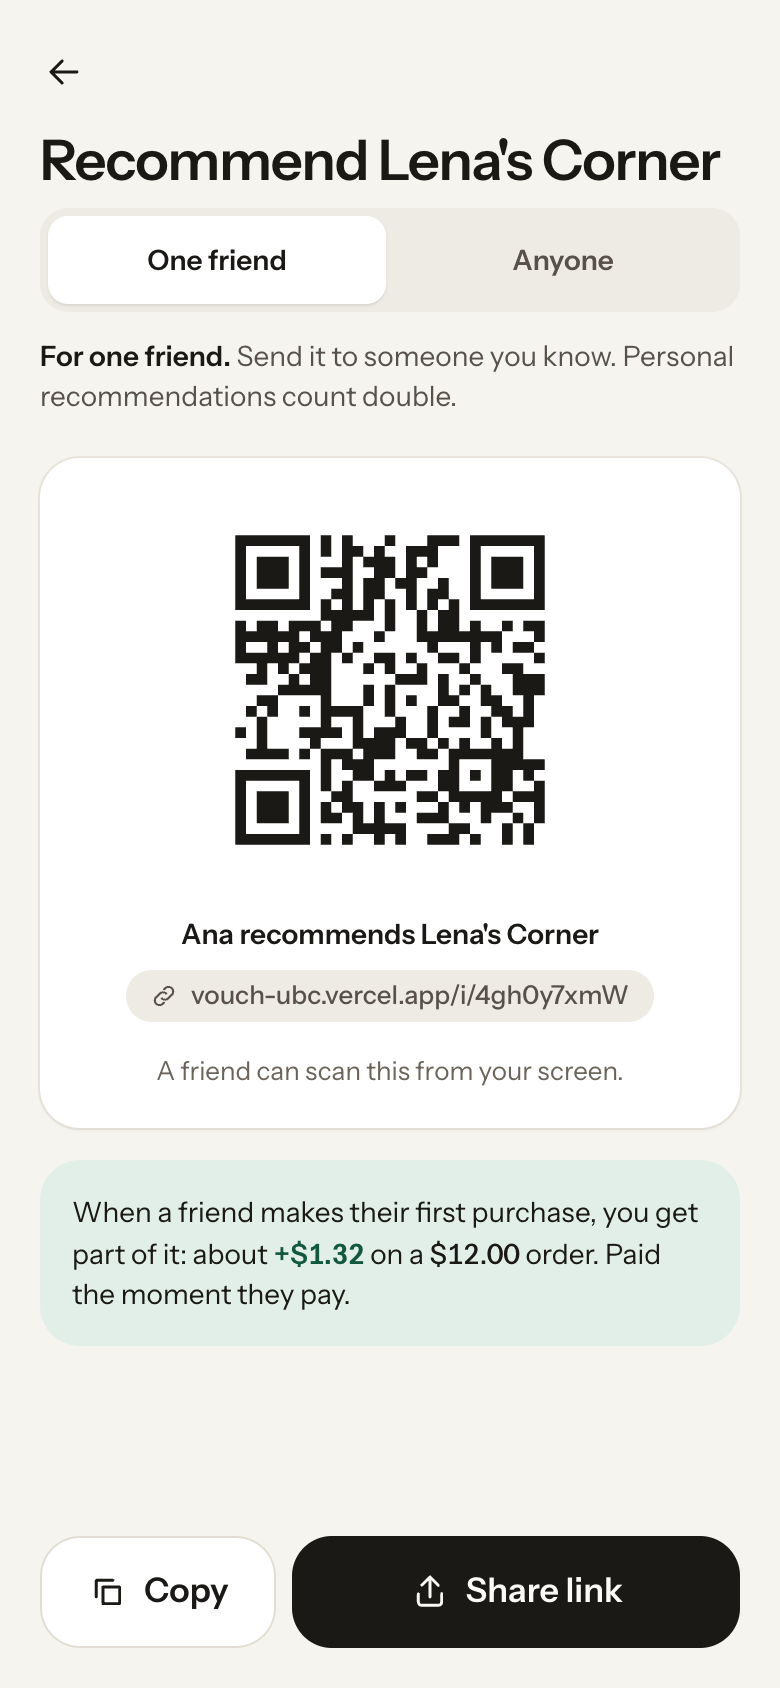 Recommend Lena's Corner
One friend
Anyone
For one friend. Send it to someone you know. Personal
recommendations count double.
Ana recommends Lena's Corner
vouch-ubc.vercel.app/i/4gh0y7xmW
A friend can scan this from your screen.
When a friend makes their first purchase, you get
part of it: about +$1.32 on a $12.00 order. Paid
the moment they pay.
Copy
Share link